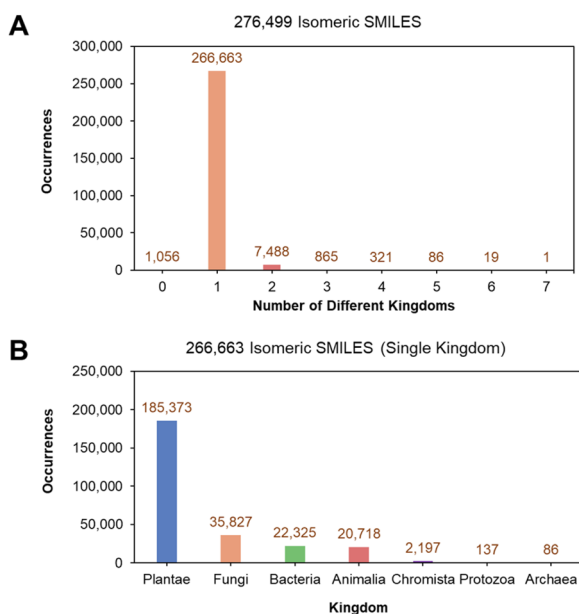 A
276,499 Isomeric SMILES
300,000
250,000
200,000
150,000
100,000
50,000
0
Occurrences
1,056
266,663
7,488
865
321
86
19
1
0 1 2 3 4 5 6 7
Number of Different Kingdoms
B
266,663 Isomeric SMILES (Single Kingdom)
250,000
200,000
150,000
100,000
50,000
0
Occurrences
185,373
35,827
22,325
20,718
2,197
137
86
Plantae Fungi Bacteria Animalia Chromista Protozoa Archaea
Kingdom